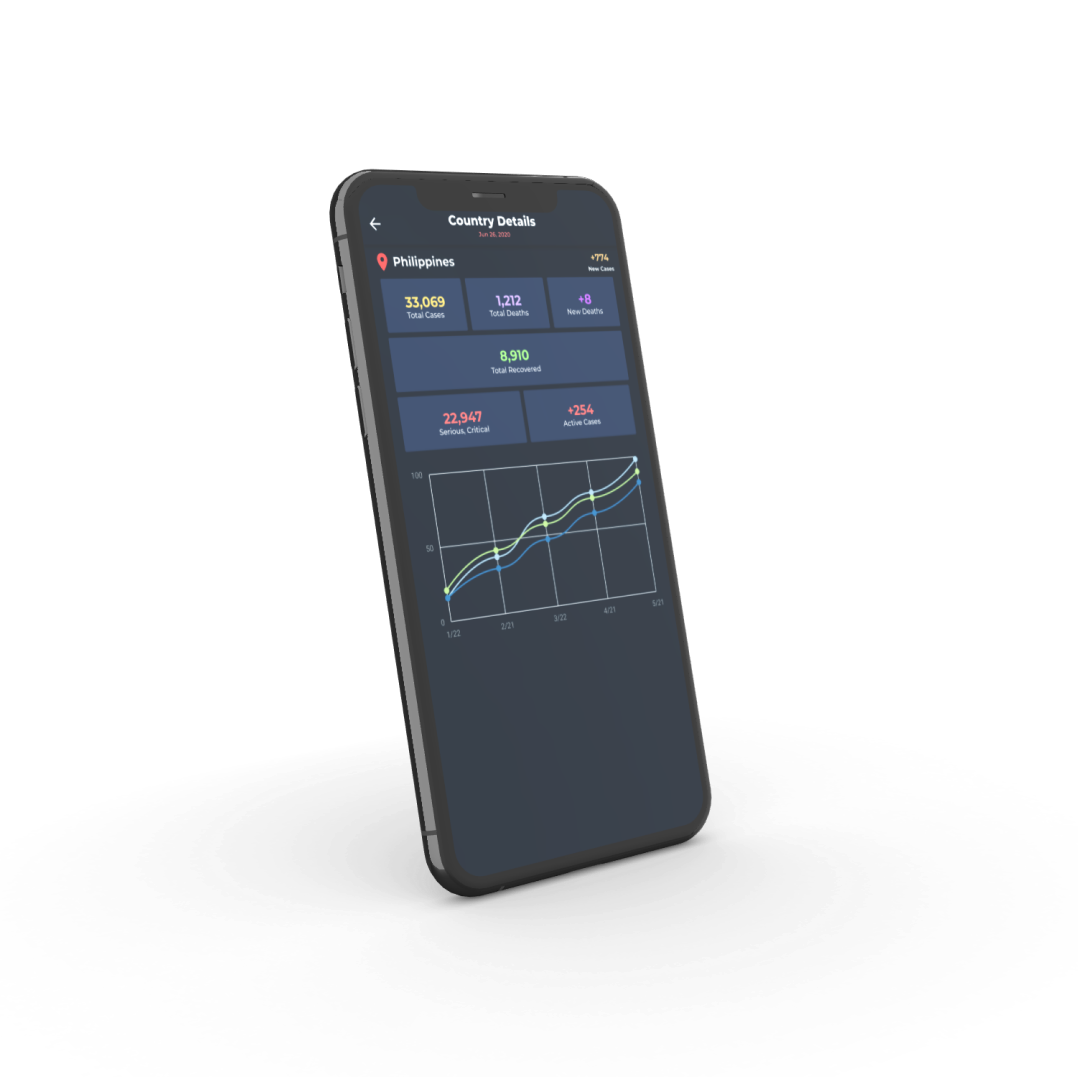 Country Details
Jun 26, 2020
Philippines
+774
New Cases
33,069
Total Cases
1,212
Total Deaths
+8
New Deaths
8,910
Total Recovered
22,947
Serious, Critical
+254
Active Cases
100
50
0
1/22
2/21
3/22
4/21
5/21